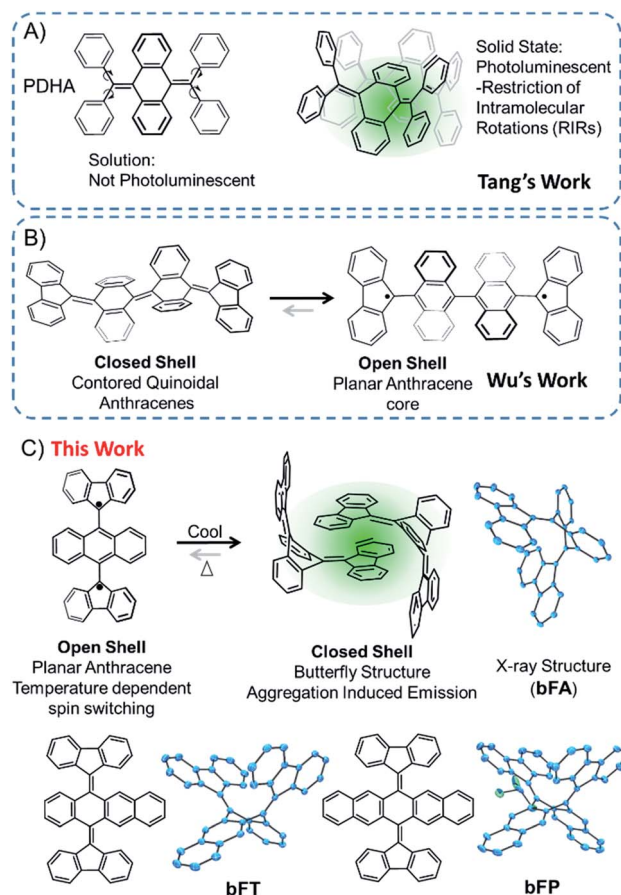 A)
PDHA
Solution:
Not Photoluminescent
Solid State:
Photoluminescent
-Restriction of
Intramolecular
Rotations (RIRs)
Tang's Work
B)
Closed Shell
Contored Quinoidal
Anthracenes
Open Shell
Planar Anthracene
core
Wu's Work
C) This Work
Cool
Δ
Open Shell
Planar Anthracene
Temperature dependent
spin switching
Closed Shell
Butterfly Structure
Aggregation Induced Emission
X-ray Structure
(bFA)
bFT
bFP